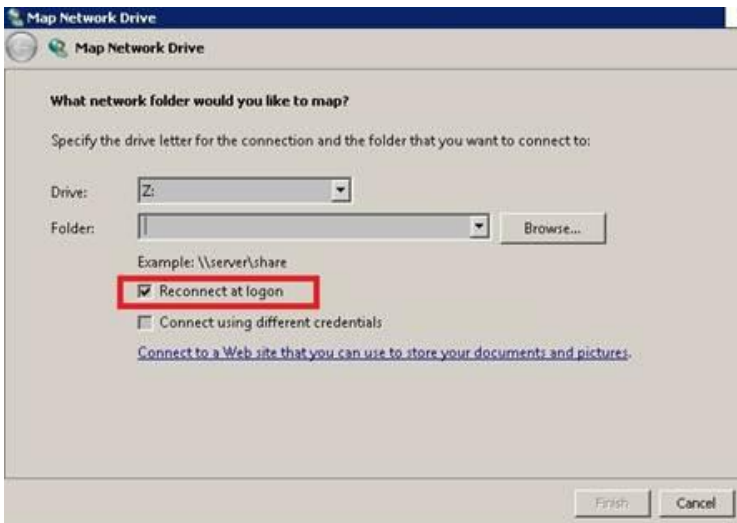 Map Network Drive
Map Network Drive
What network folder would you like to map?
Specify the drive letter for the connection and the folder that you want to connect to:
Drive: Z:
Folder: Browse...
Example: \\server\share
Reconnect at logon
Connect using different credentials
Connect to a Web site that you can use to store your documents and pictures.
Finish Cancel